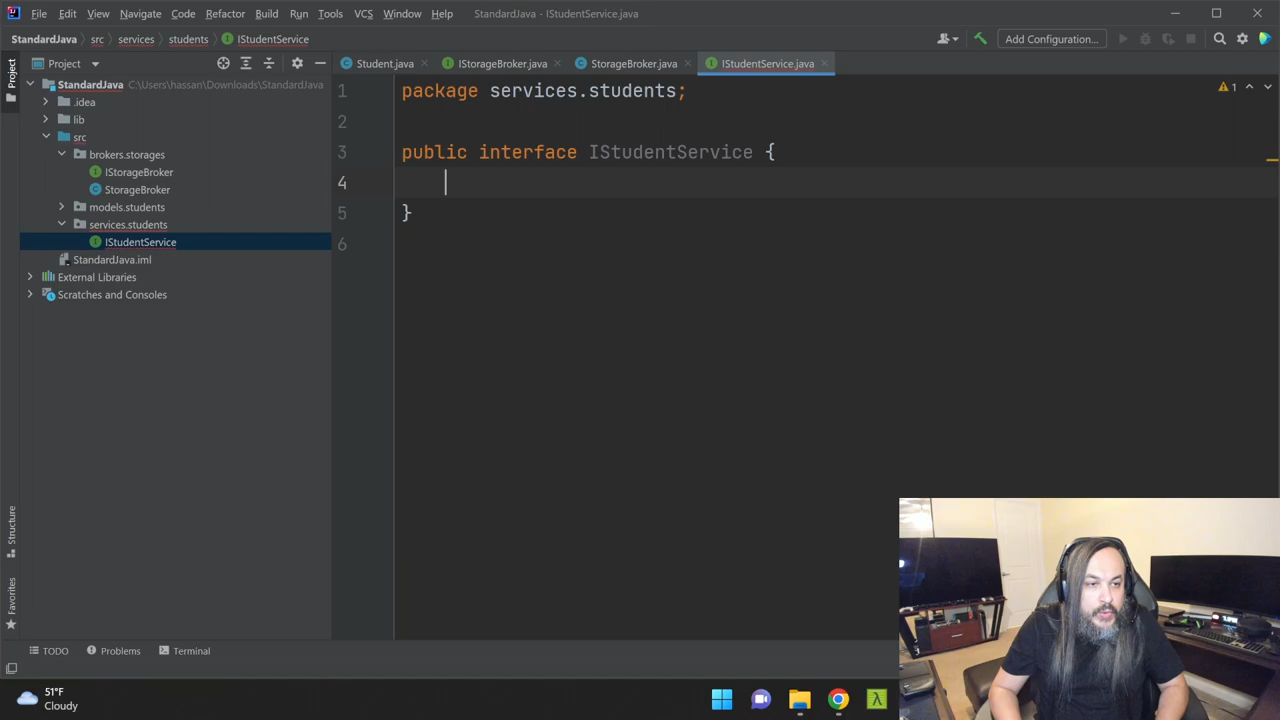 File Edit View Navigate Code Refactor Build Run Tools VCS Window Help StandardJava - IStudentService.java
StandardJava src services students IStudentService Add Configuration...
Project Student.java IStorageBroker.java StorageBroker.java IStudentService.java
Project
StandardJava C:\Users\hassan\Downloads\StandardJava
.idea
lib
src
brokers.storages
IStorageBroker
StorageBroker
models.students
services.students
IStudentService
StandardJava.iml
External Libraries
Scratches and Consoles
1 package services.students;
2
3 public interface IStudentService {
4
5 }
6
1
Structure
Favorites
TODO Problems Terminal
51°F
Cloudy